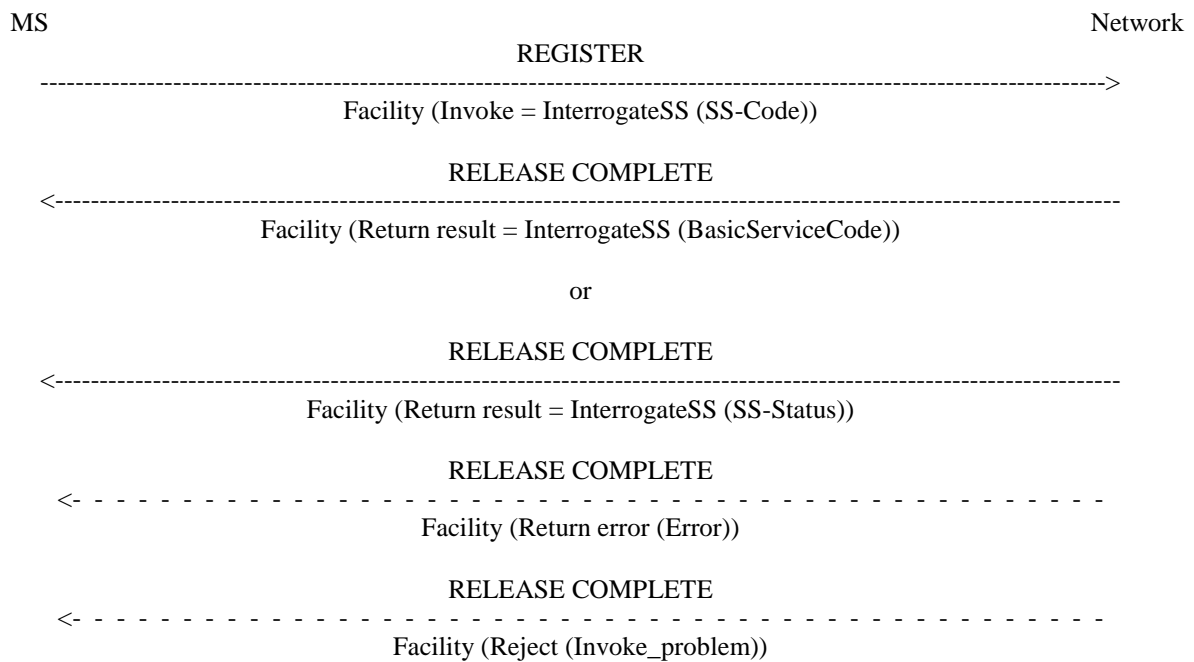 MS Network
REGISTER
Facility (Invoke = InterrogateSS (SS-Code))
RELEASE COMPLETE
Facility (Return result = InterrogateSS (BasicServiceCode))
or
RELEASE COMPLETE
Facility (Return result = InterrogateSS (SS-Status))
RELEASE COMPLETE
Facility (Return error (Error))
RELEASE COMPLETE
Facility (Reject (Invoke_problem))